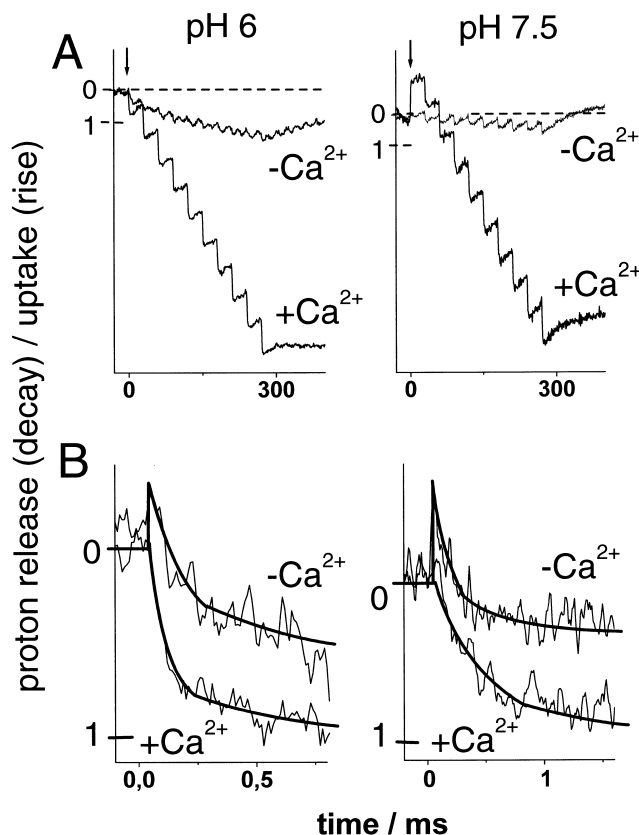 pH 6
pH 7.5
A
0
1
-Ca2+
+Ca2+
0
300
0
1
-Ca2+
+Ca2+
0
300
proton release (decay) / uptake (rise)
B
0
1
-Ca2+
+Ca2+
0,0
0,5
0
1
-Ca2+
+Ca2+
0
1
time / ms